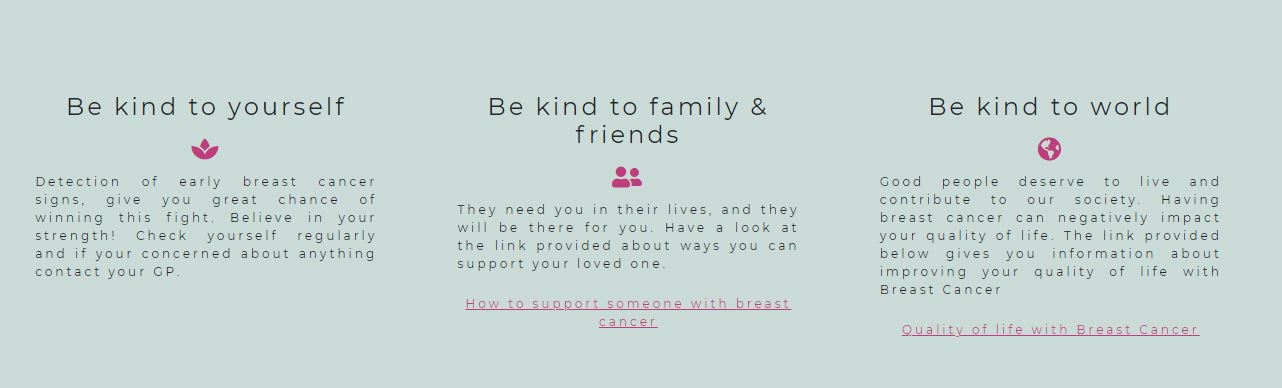 Be kind to yourself
Detection of early breast cancer
signs, give you great chance of
winning this fight. Believe in your
strength! Check yourself regularly
and if your concerned about anything
contact your GP.
Be kind to family &
friends
They need you in their lives, and they
will be there for you. Have a look at
the link provided about ways you can
support your loved one.
How to support someone with breast
cancer
Be kind to world
Good people deserve to live and
contribute to our society. Having
breast cancer can negatively impact
your quality of life. The link provided
below gives you information about
improving your quality of life with
Breast Cancer
Quality of life with Breast Cancer